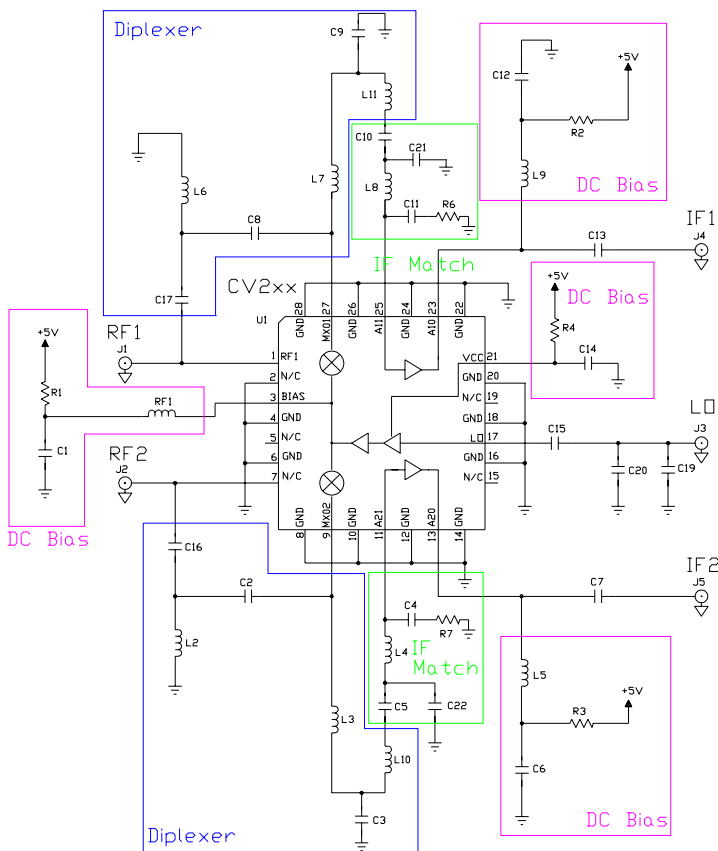 Diplexer
C9
L11
C10
C21
L8
C11
R6
IF Match
C12
+5V
R2
L9
DC Bias
IF1
J4
C13
L6
L7
C8
C17
CV2xx
U1
GND 28
MXO1 27
GND 26
A11 25
GND 24
A10 23
GND 22
+5V
DC Bias
R4
C14
RF1
J1
+5V
R1
RF1
C1
DC Bias
RF2
J2
1 RF1
2 N/C
3 BIAS
4 GND
5 N/C
6 GND
7 N/C
VCC 21
GND 20
N/C 19
GND 18
LO 17
GND 16
N/C 15
LO
J3
C15
C20
C19
8 GND
9 MXO2
10 GND
11 A21
12 GND
13 A20
14 GND
C16
C2
L2
L3
C4
R7
L4
IF
Match
C5
C22
L10
C3
Diplexer
IF2
J5
C7
L5
+5V
R3
C6
DC Bias